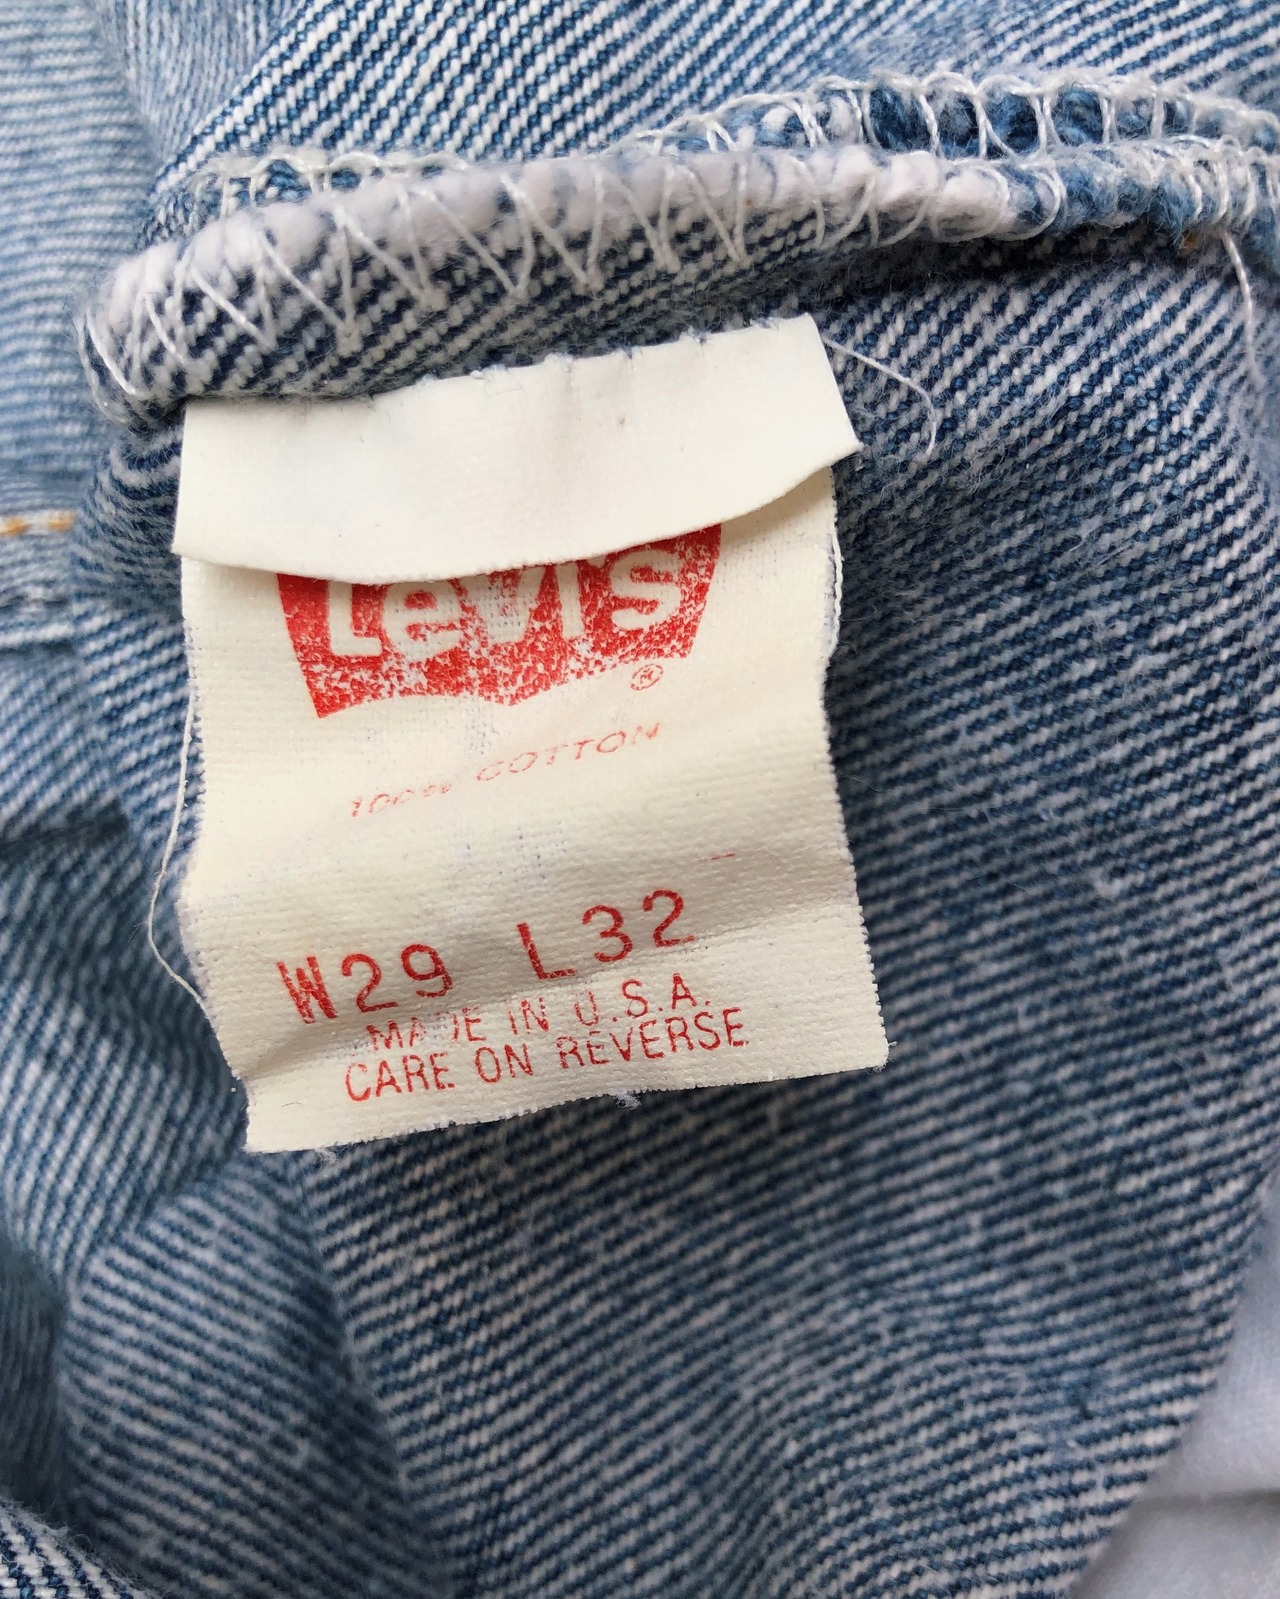 Levi's
®
100% COTTON
W29 L32
MADE IN U.S.A.
CARE ON REVERSE